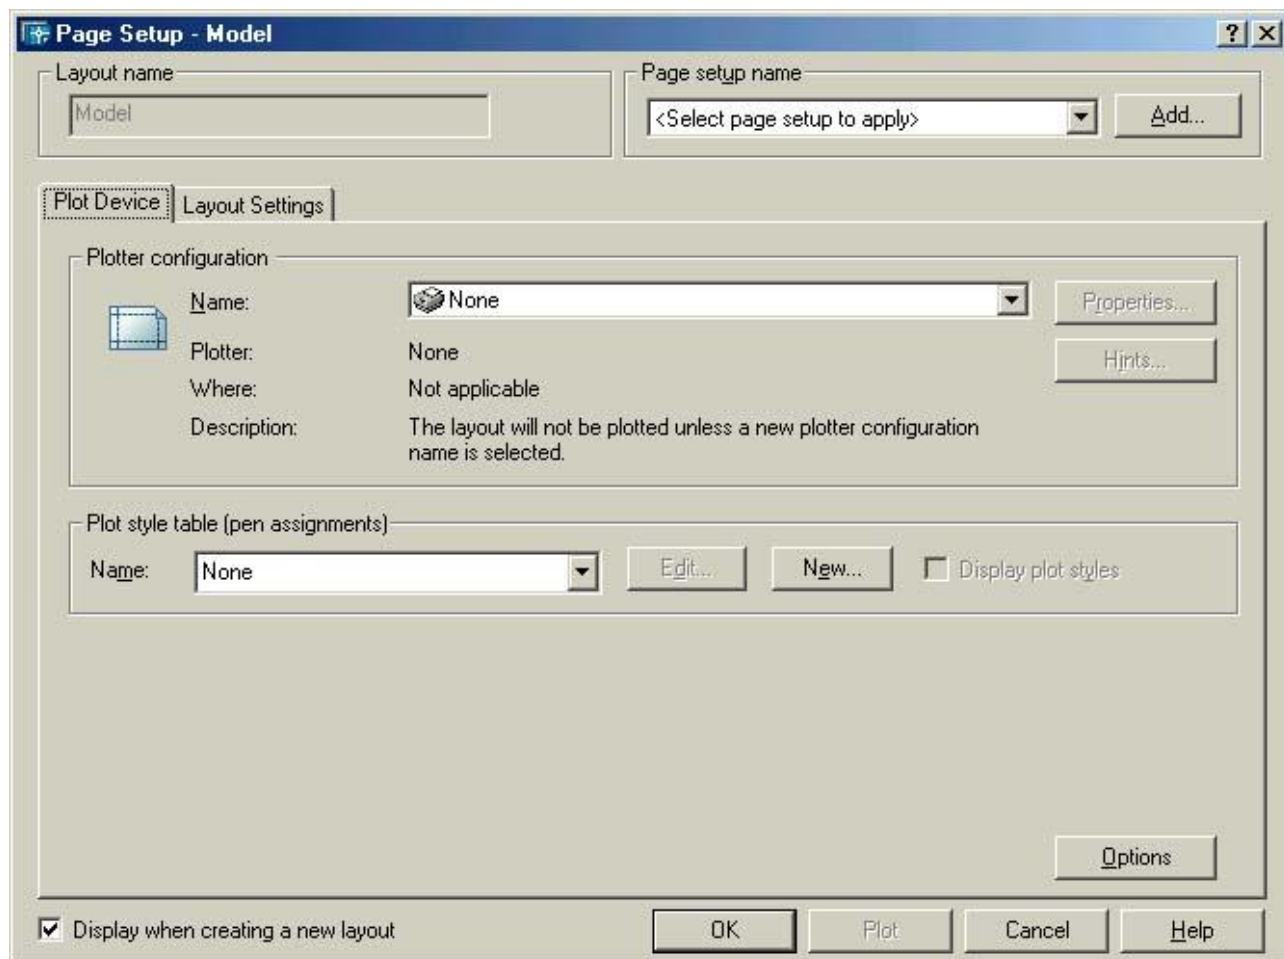 Page Setup - Model
Layout name
Model
Page setup name
<Select page setup to apply>
Add...
Plot Device
Layout Settings
Plotter configuration
Name:
None
Properties...
Plotter:
None
Hints...
Where:
Not applicable
Description:
The layout will not be plotted unless a new plotter configuration
name is selected.
Plot style table (pen assignments)
Name:
None
Edit...
New...
Display plot styles
Options
Display when creating a new layout
OK
Plot
Cancel
Help